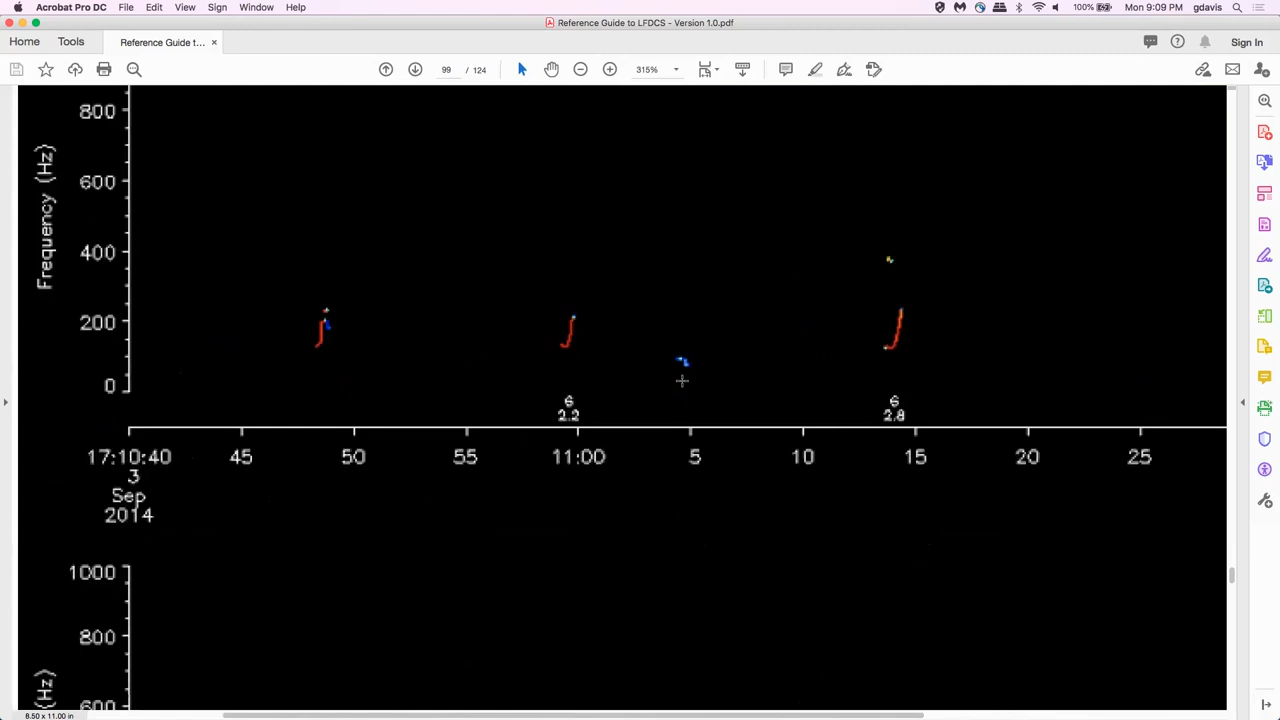 Acrobat Pro DC File Edit View Sign Window Help 100% Mon 9:09 PM gdavis
Reference Guide to LFDCS - Version 1.0.pdf
Home Tools Reference Guide t... × Sign In
99 / 124 315%
800
600
400
200
0
Frequency (Hz)
6 6
2.2 2.8
17:10:40 45 50 55 11:00 5 10 15 20 25
3
Sep
2014
1000
800
600
(Hz)
8.50 x 11.00 in